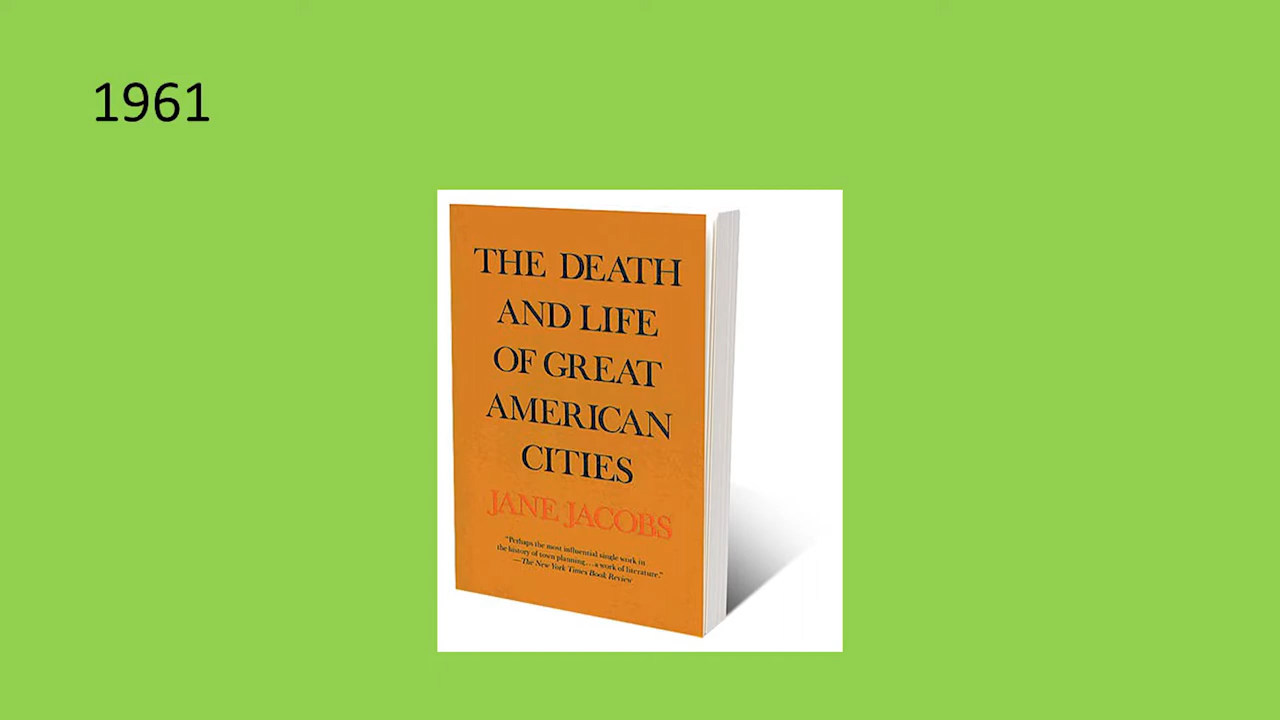 1961
THE DEATH
AND LIFE
OF GREAT
AMERICAN
CITIES
JANE JACOBS
"Perhaps the most influential single work in
the history of town planning...a work of literature."
—The New York Times Book Review